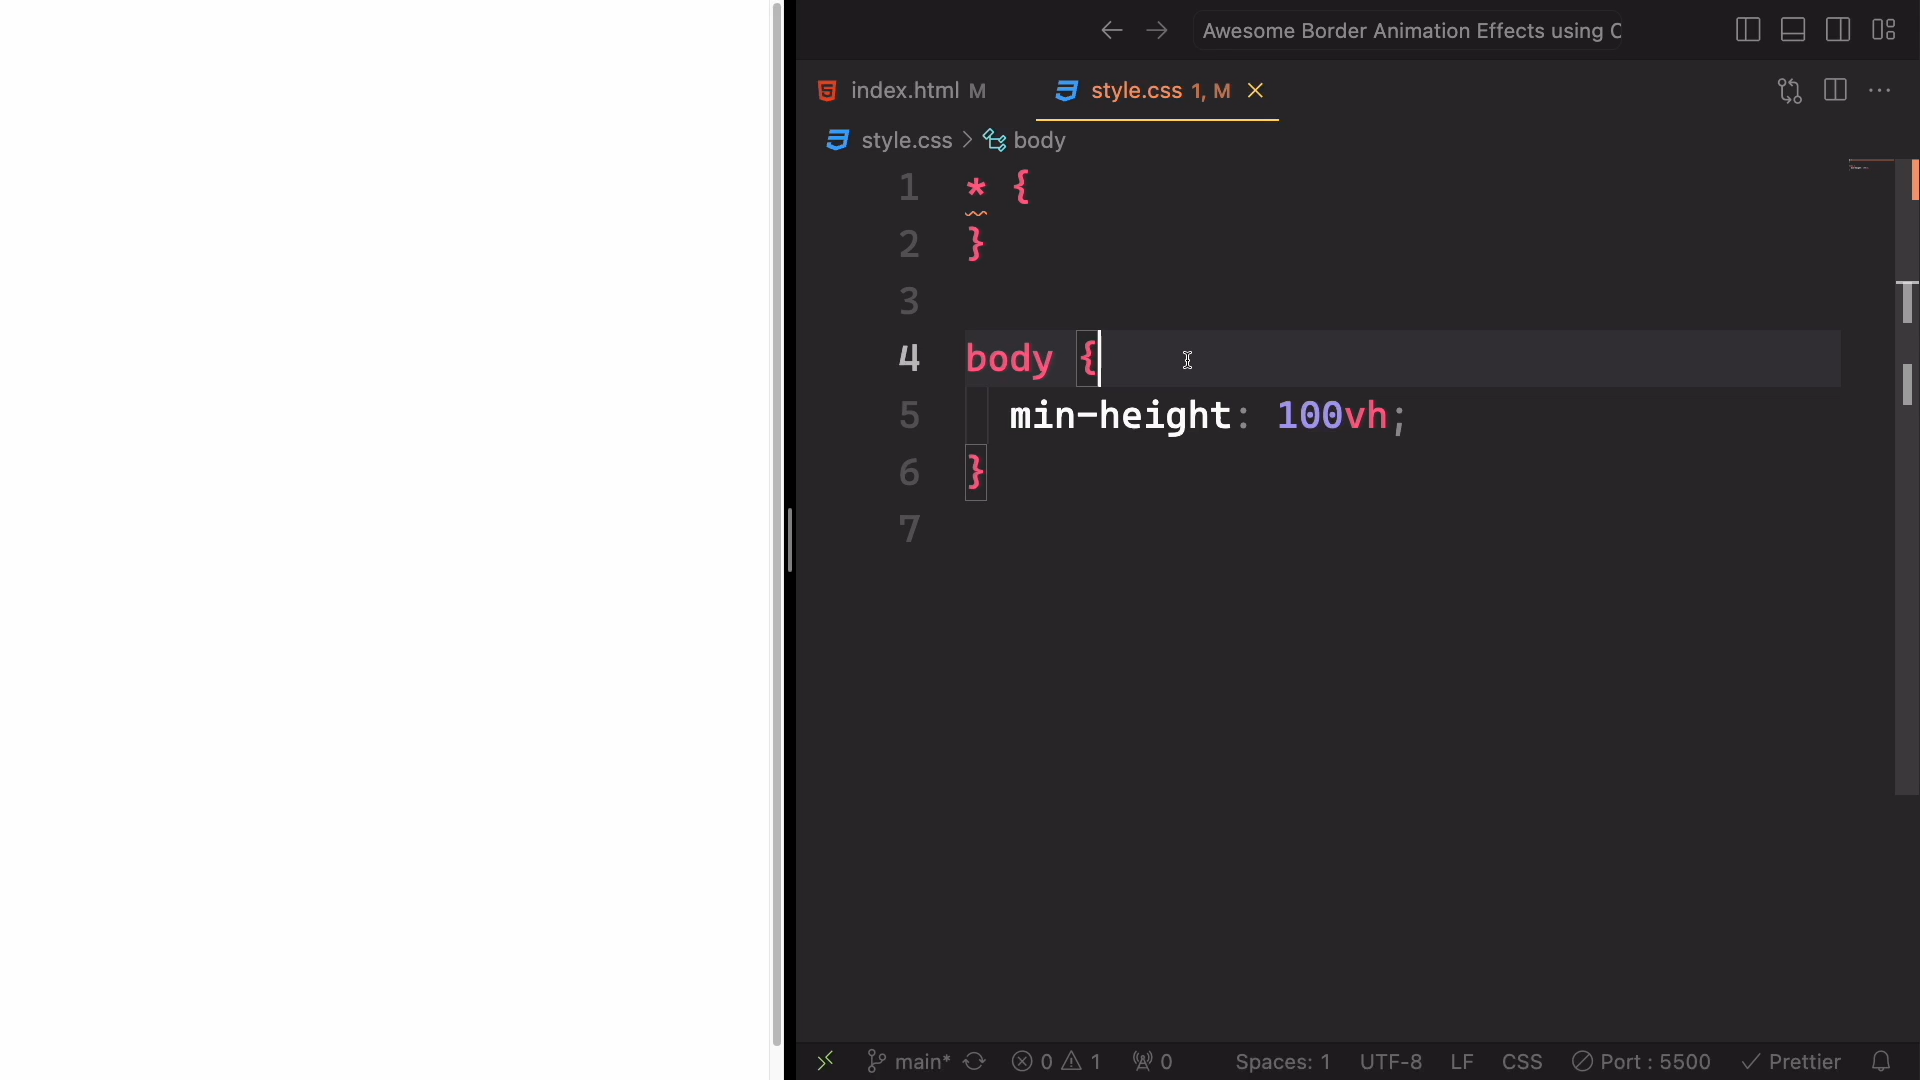 Awesome Border Animation Effects using C
index.html M
style.css 1, M
style.css > body
1 * {
2 }
3
4 body {
5 min-height: 100vh;
6 }
7
main* 0 1 0 Spaces: 1 UTF-8 LF CSS Port : 5500 Prettier